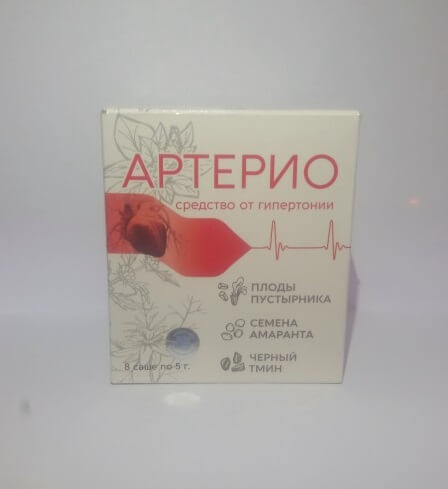 АРТЕРИО
средство от гипертонии
ПЛОДЫ
ПУСТЫРНИКА
СЕМЕНА
АМАРАНТА
ЧЕРНЫЙ
ТМИН
8 саше по 5 г.